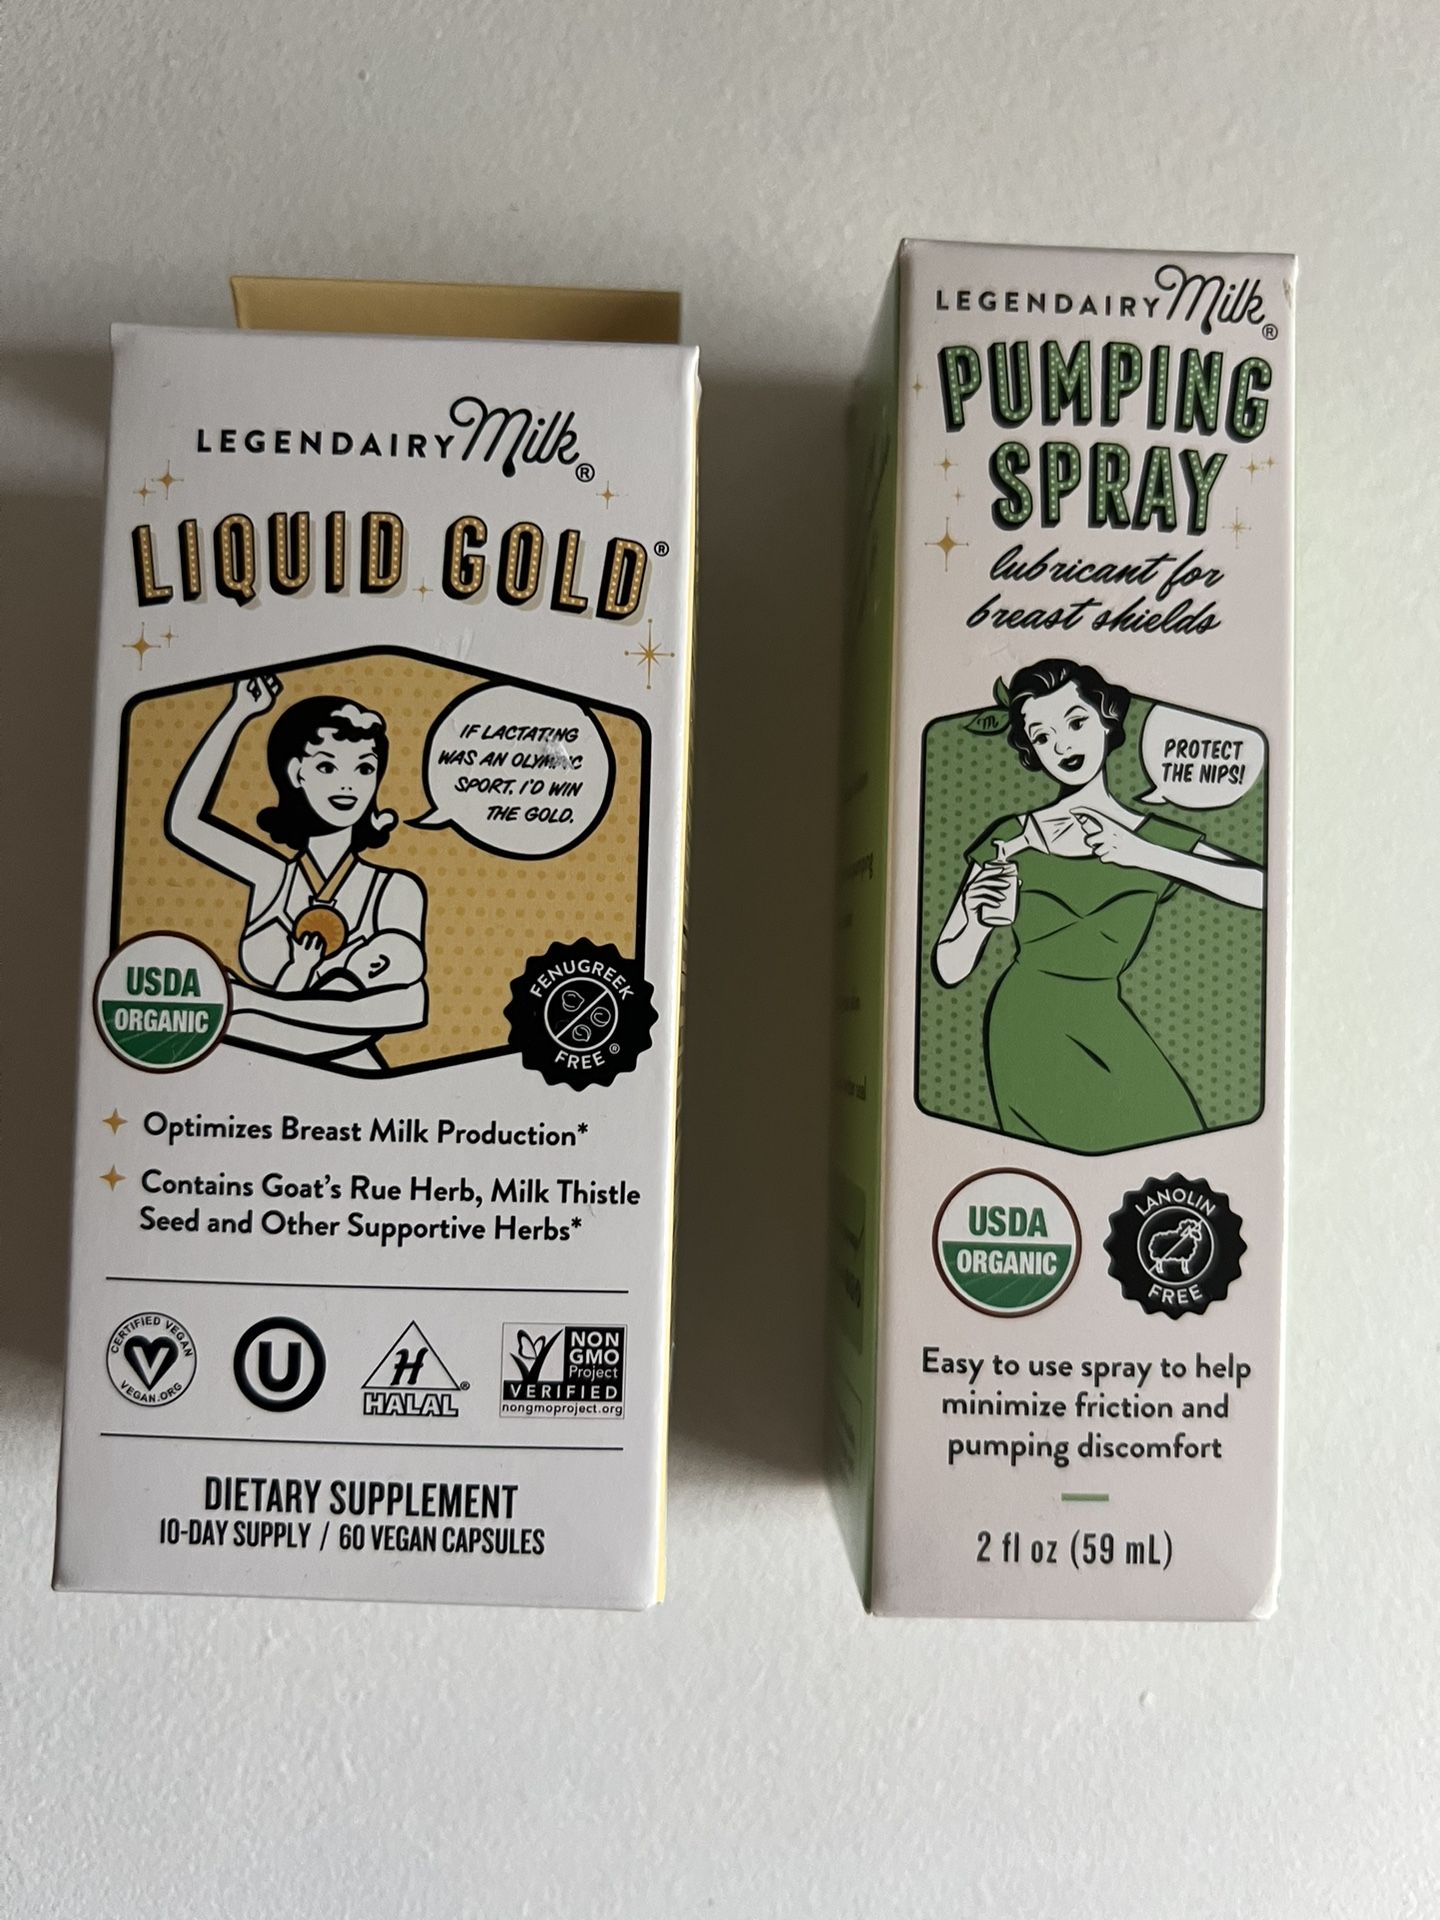 LEGENDAIRY Milk®
LIQUID GOLD®
IF LACTATING
WAS AN OLYMPIC
SPORT, I'D WIN
THE GOLD.
USDA
ORGANIC
FENUGREEK
FREE®
Optimizes Breast Milk Production*
Contains Goat's Rue Herb, Milk Thistle
Seed and Other Supportive Herbs*
CERTIFIED VEGAN
VEGAN.ORG
U
H
HALAL®
NON
GMO
Project
VERIFIED
nongmoproject.org
DIETARY SUPPLEMENT
10-DAY SUPPLY / 60 VEGAN CAPSULES
LEGENDAIRY Milk®
PUMPING
SPRAY
lubricant for
breast shields
m
PROTECT
THE NIPS!
USDA
ORGANIC
LANOLIN
FREE
Easy to use spray to help
minimize friction and
pumping discomfort
2 fl oz (59 mL)